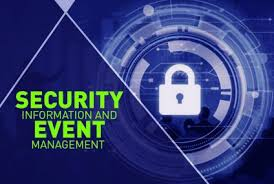 SECURITY
INFORMATION AND
EVENT
MANAGEMENT